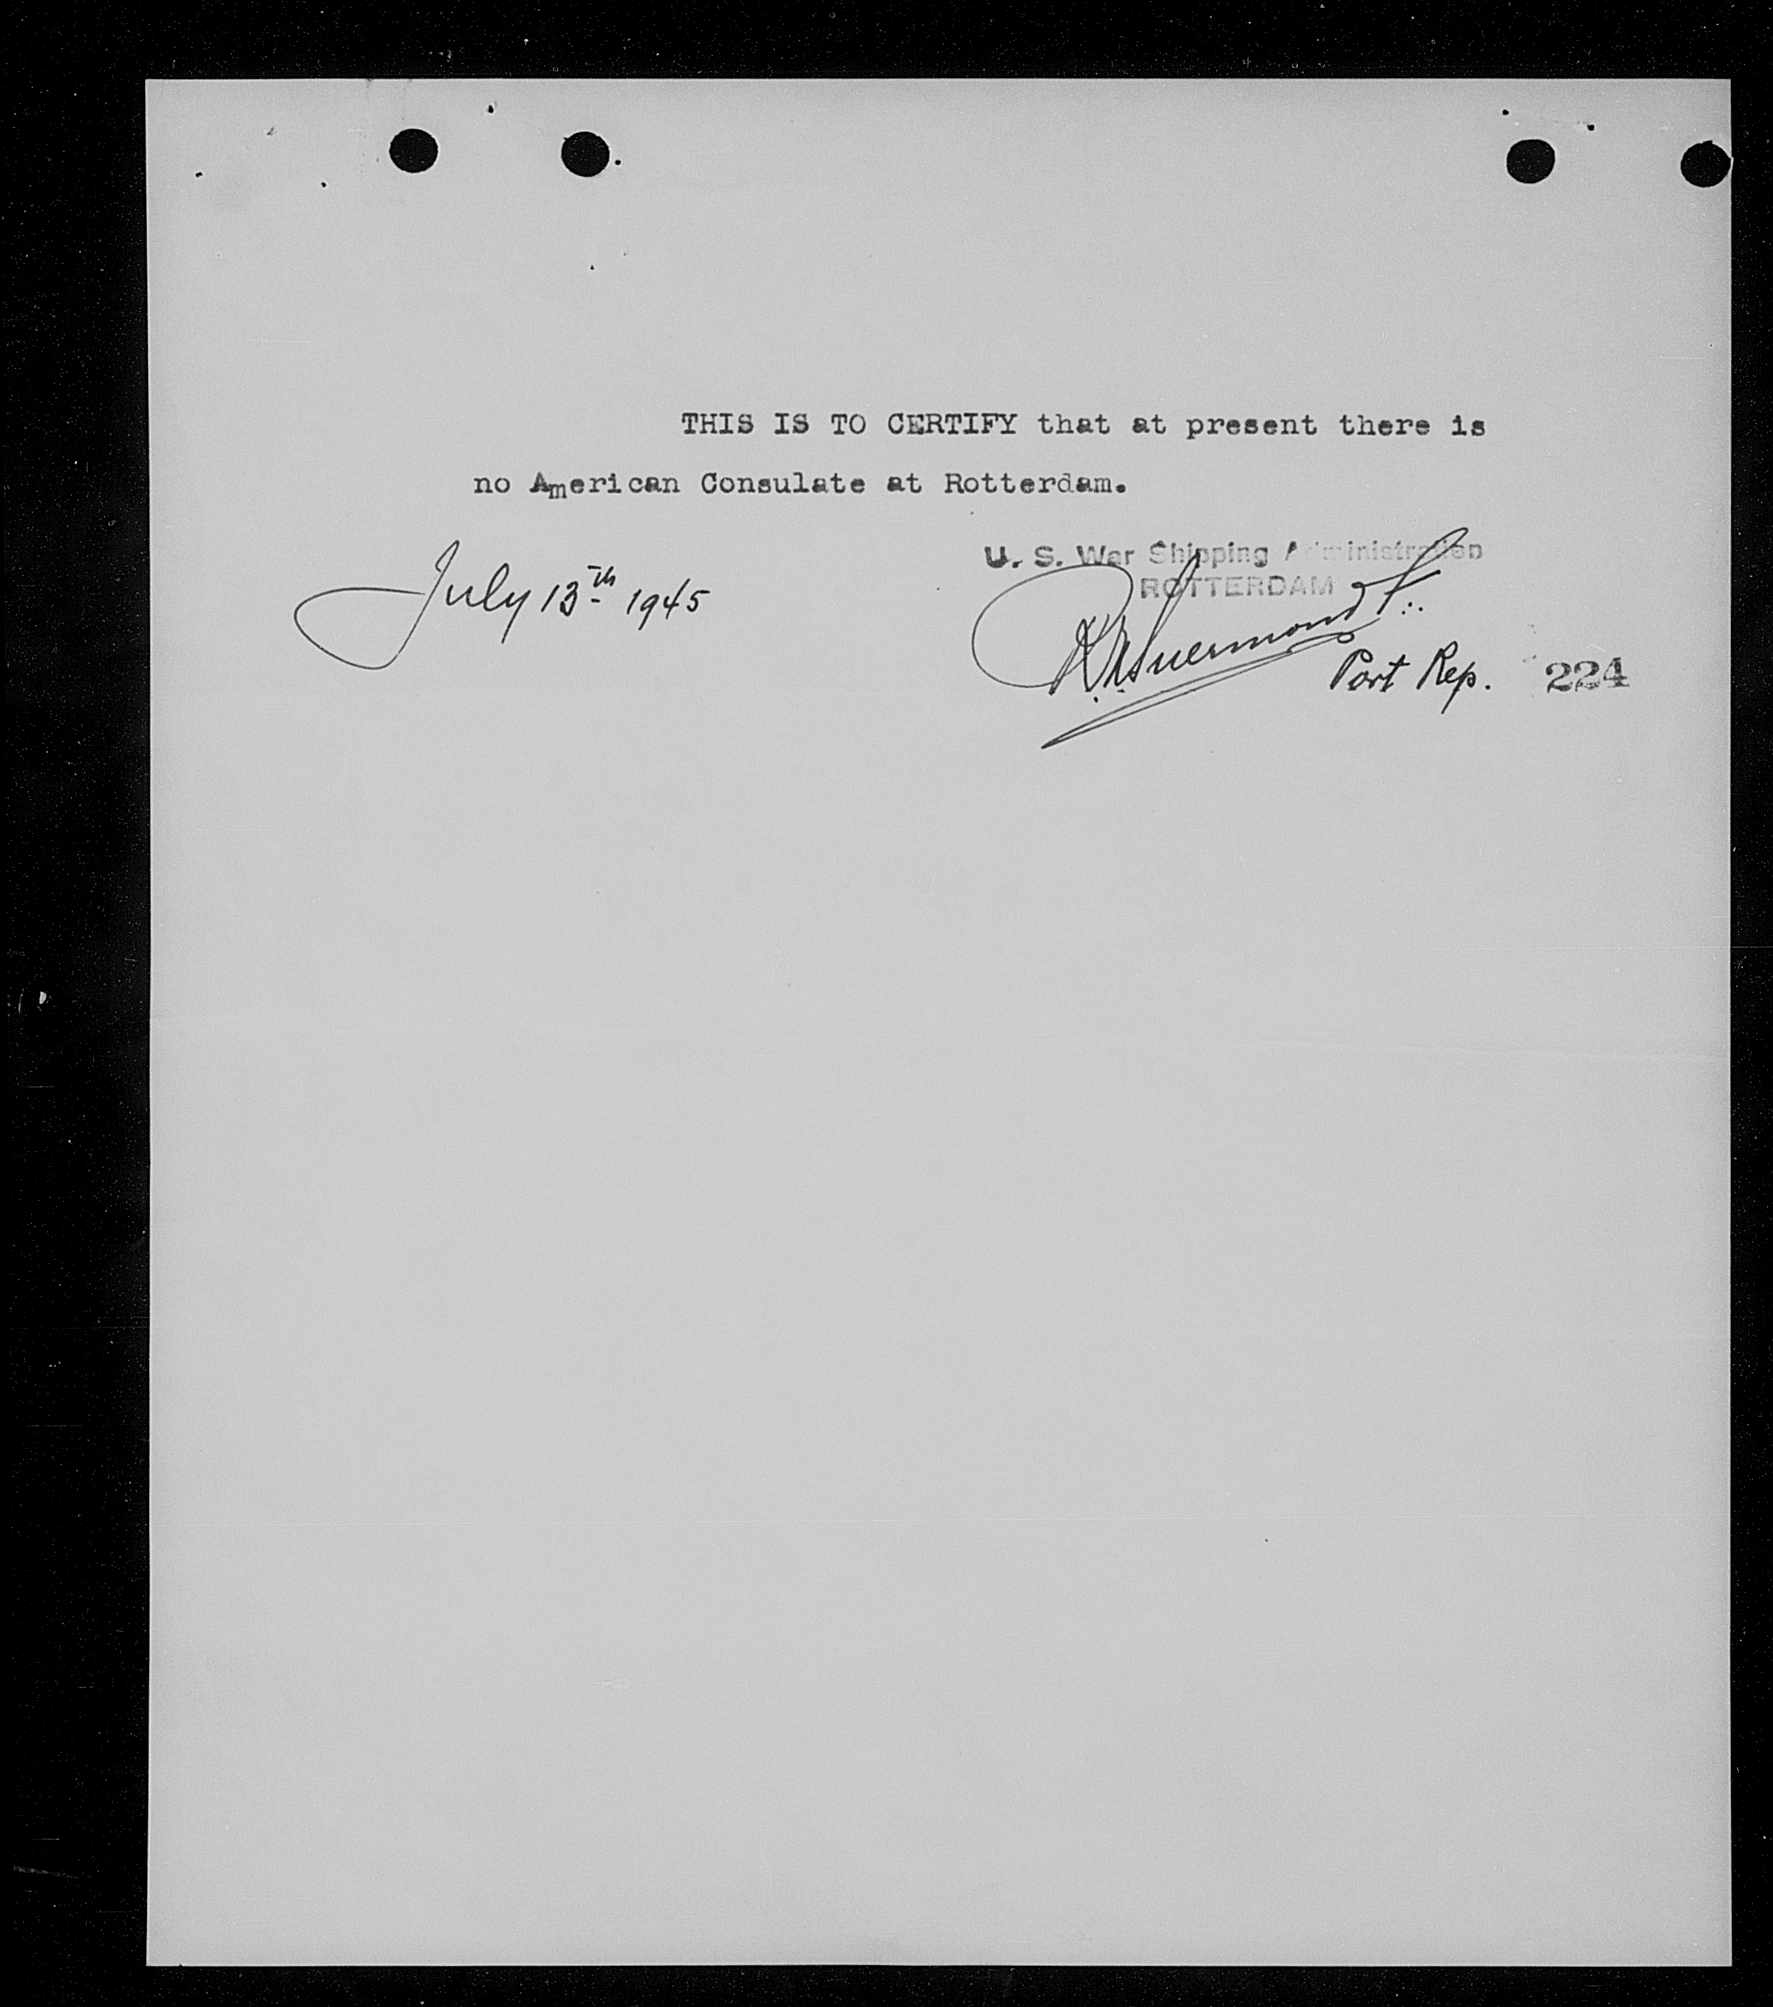 THIS IS TO CERTIFY that at present there is
no American Consulate at Rotterdam.
July 13th 1945
U. S. War Shipping Administration
ROTTERDAM
Port Rep.
224